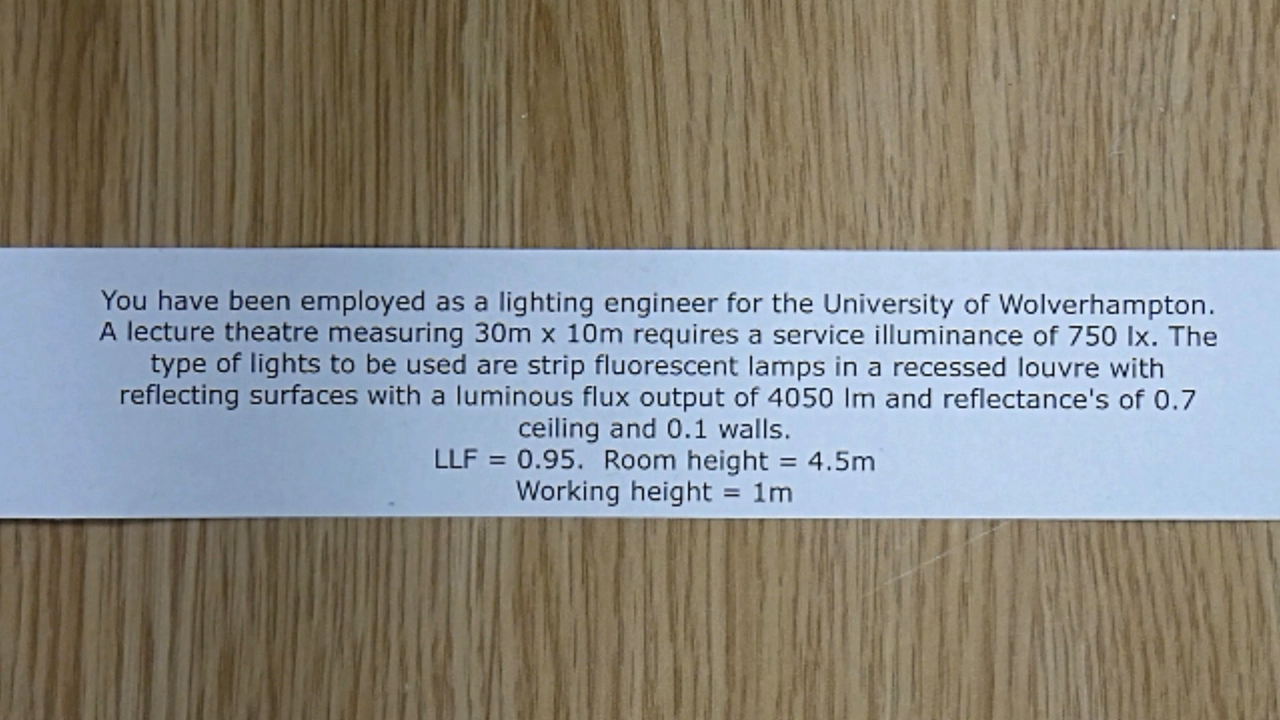 You have been employed as a lighting engineer for the University of Wolverhampton.
A lecture theatre measuring 30m x 10m requires a service illuminance of 750 lx. The
type of lights to be used are strip fluorescent lamps in a recessed louvre with
reflecting surfaces with a luminous flux output of 4050 lm and reflectance's of 0.7
ceiling and 0.1 walls.
LLF = 0.95. Room height = 4.5m
Working height = 1m